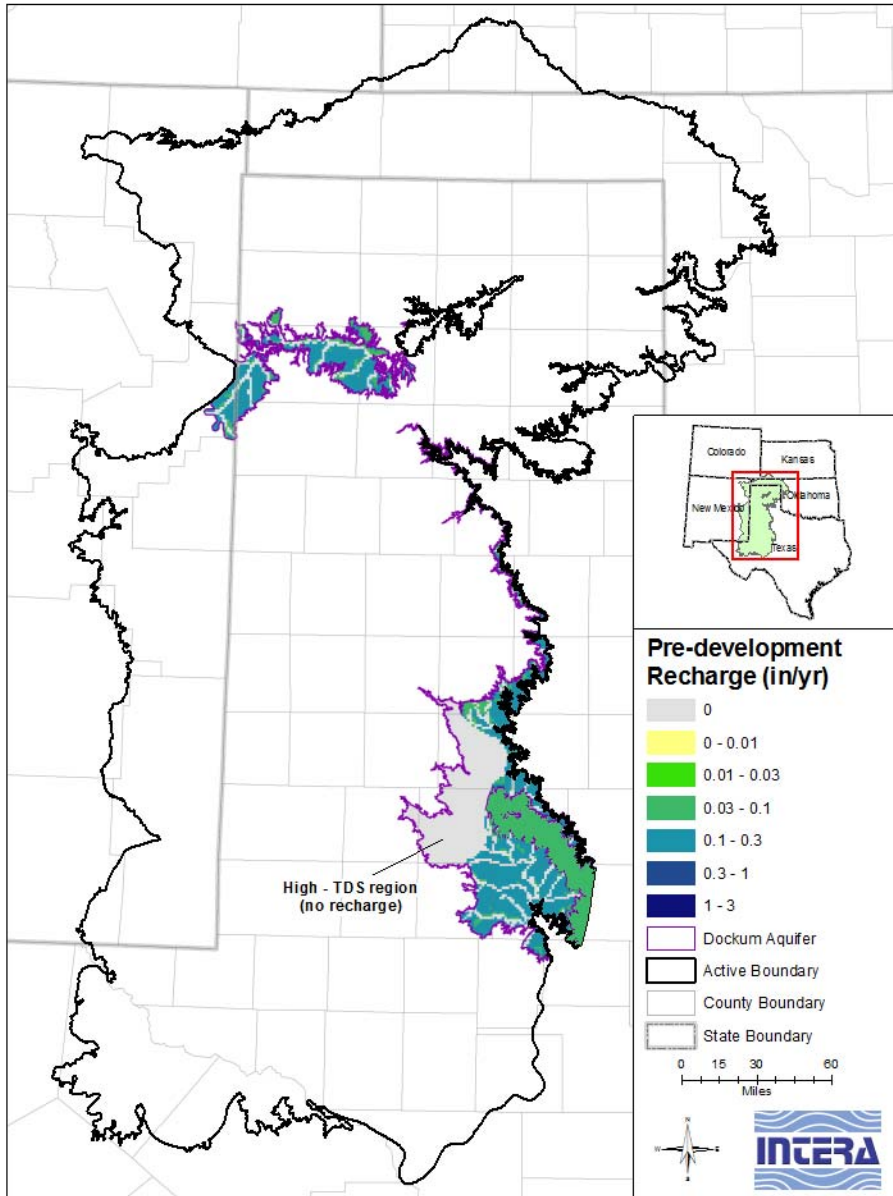 High - TDS region
(no recharge)
Colorado
Kansas
New Mexico
Oklahoma
Texas
Pre-development
Recharge (in/yr)
0
0 - 0.01
0.01 - 0.03
0.03 - 0.1
0.1 - 0.3
0.3 - 1
1 - 3
Dockum Aquifer
Active Boundary
County Boundary
State Boundary
0 15 30 60
Miles
N
W E
S
INTERA